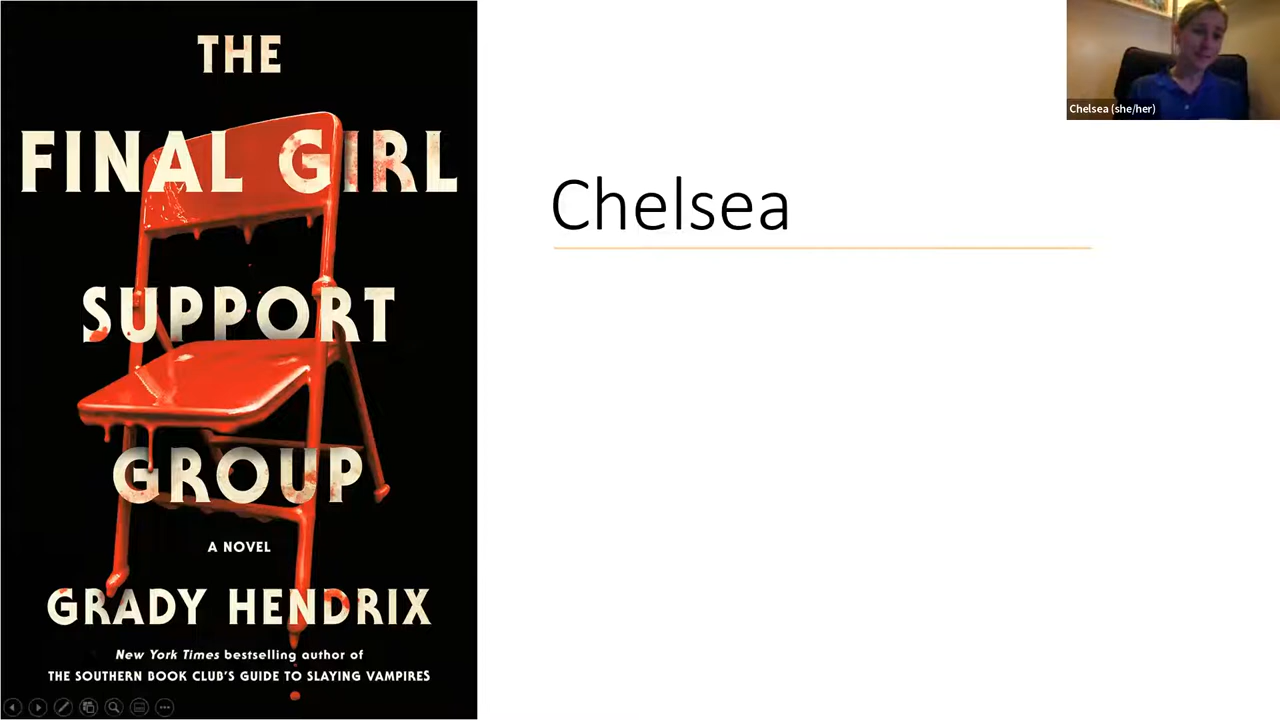 THE
FINAL GIRL
SUPPORT
GROUP
A NOVEL
GRADY HENDRIX
New York Times bestselling author of
THE SOUTHERN BOOK CLUB'S GUIDE TO SLAYING VAMPIRES
Chelsea
Chelsea (she/her)